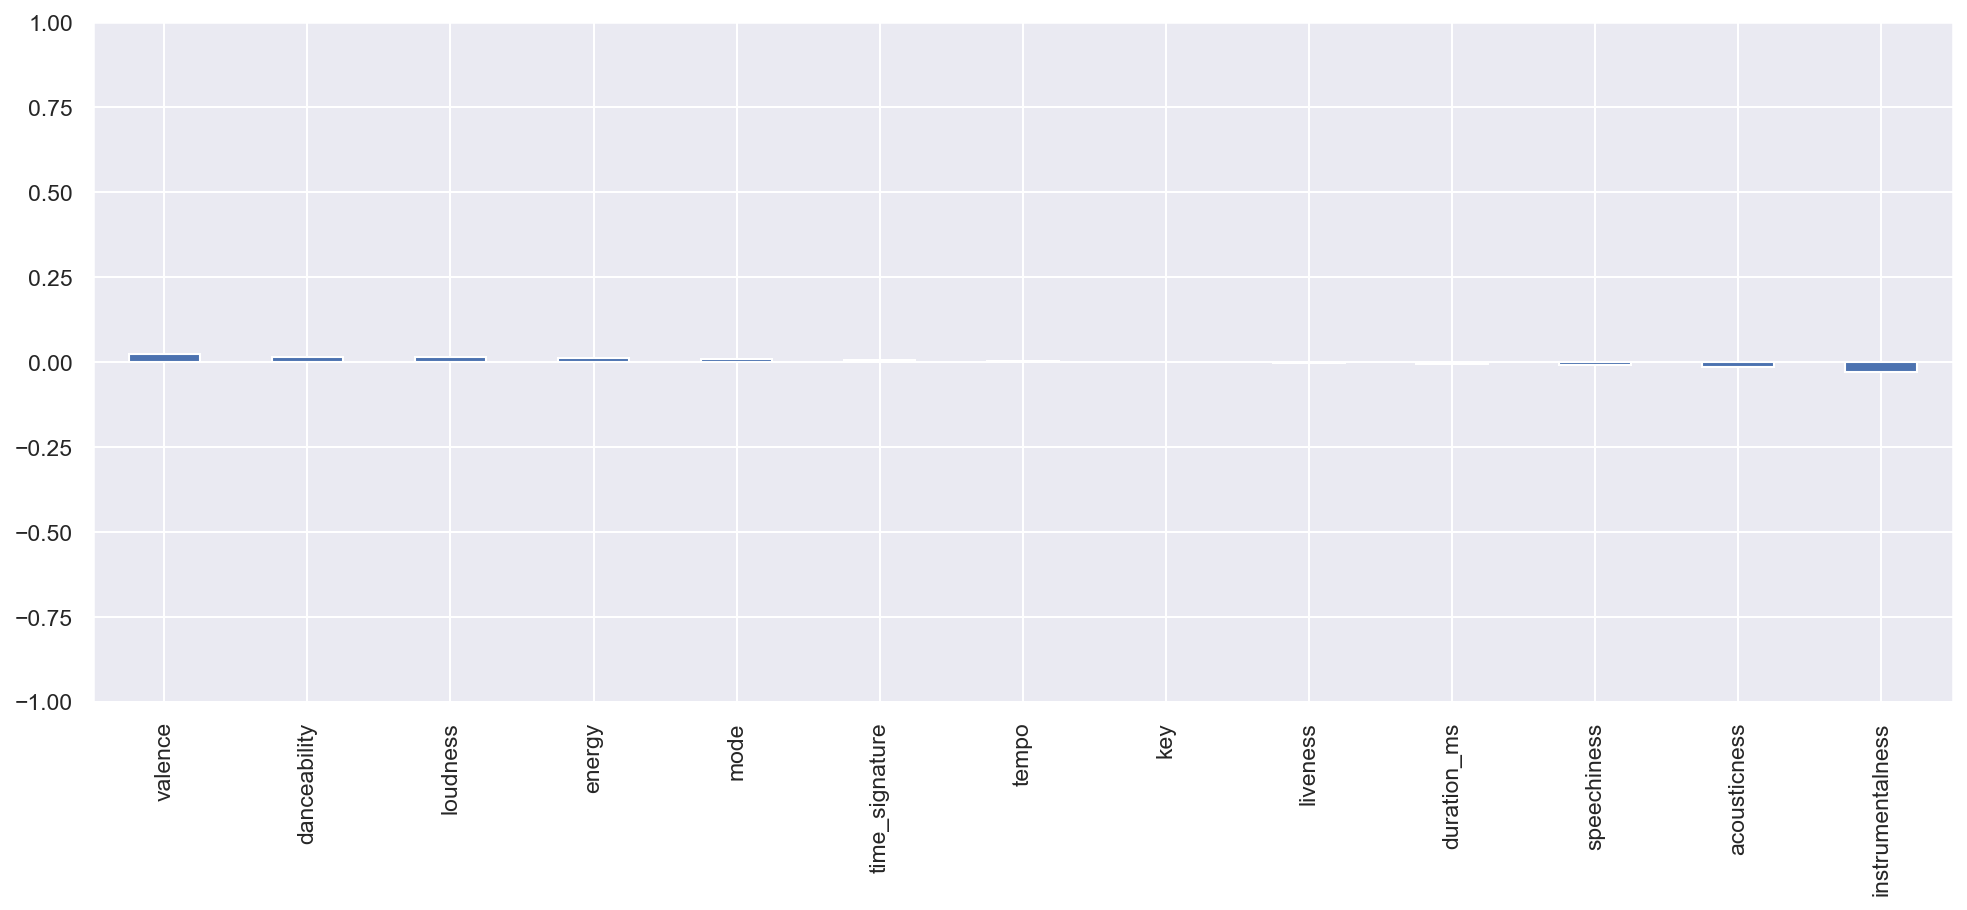 1.00
0.75
0.50
0.25
0.00
−0.25
−0.50
−0.75
−1.00
valence
danceability
loudness
energy
mode
time_signature
tempo
key
liveness
duration_ms
speechiness
acousticness
instrumentalness